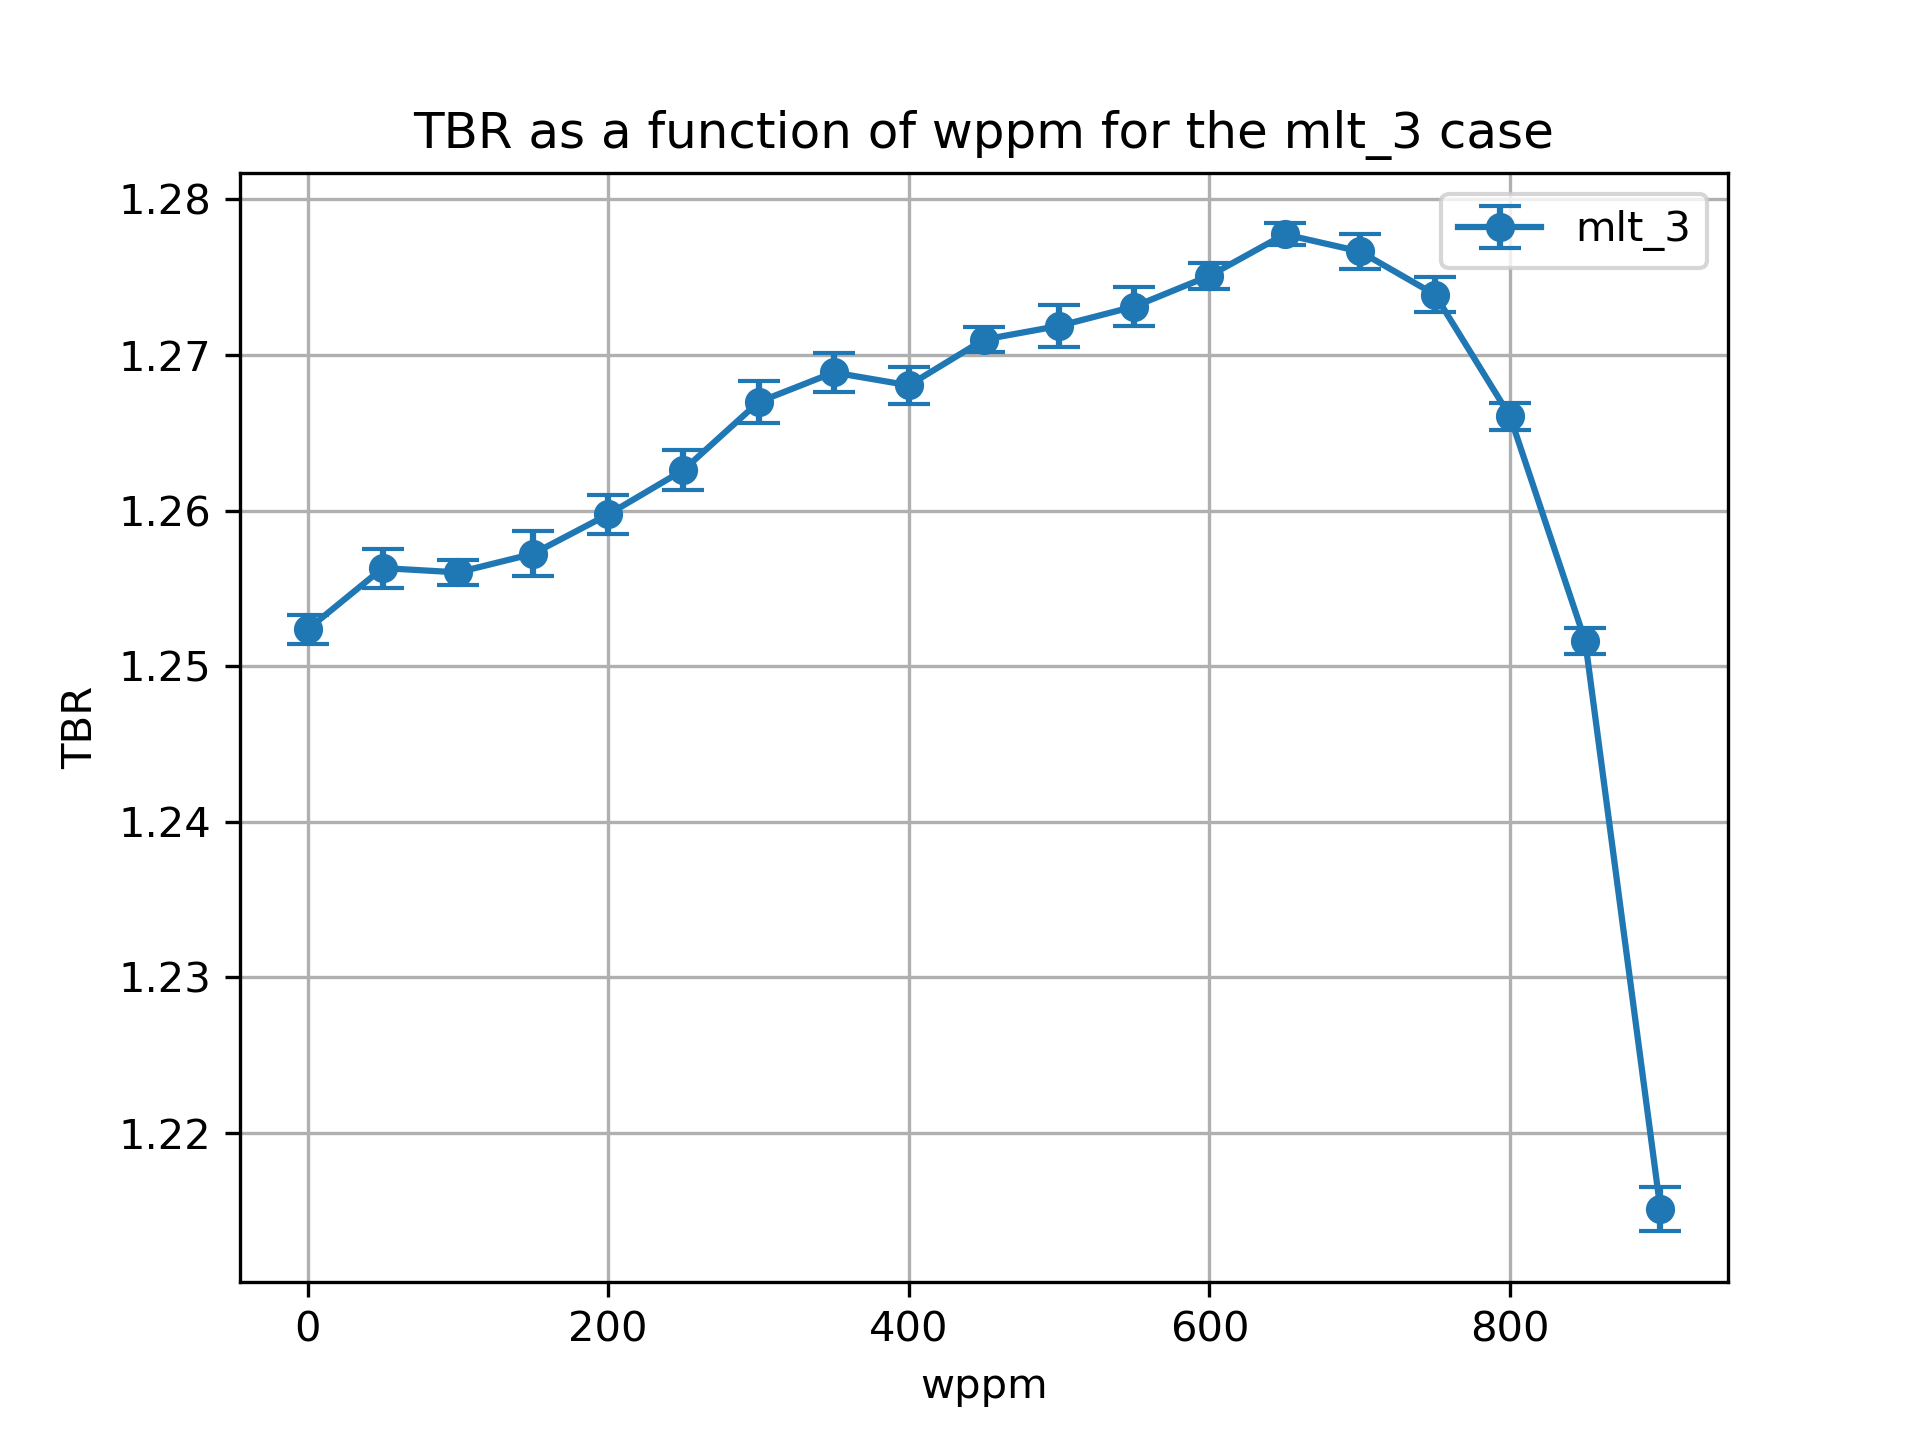 TBR as a function of wppm for the mlt_3 case
mlt_3
1.28
1.27
1.26
1.25
1.24
1.23
1.22
TBR
0 200 400 600 800
wppm